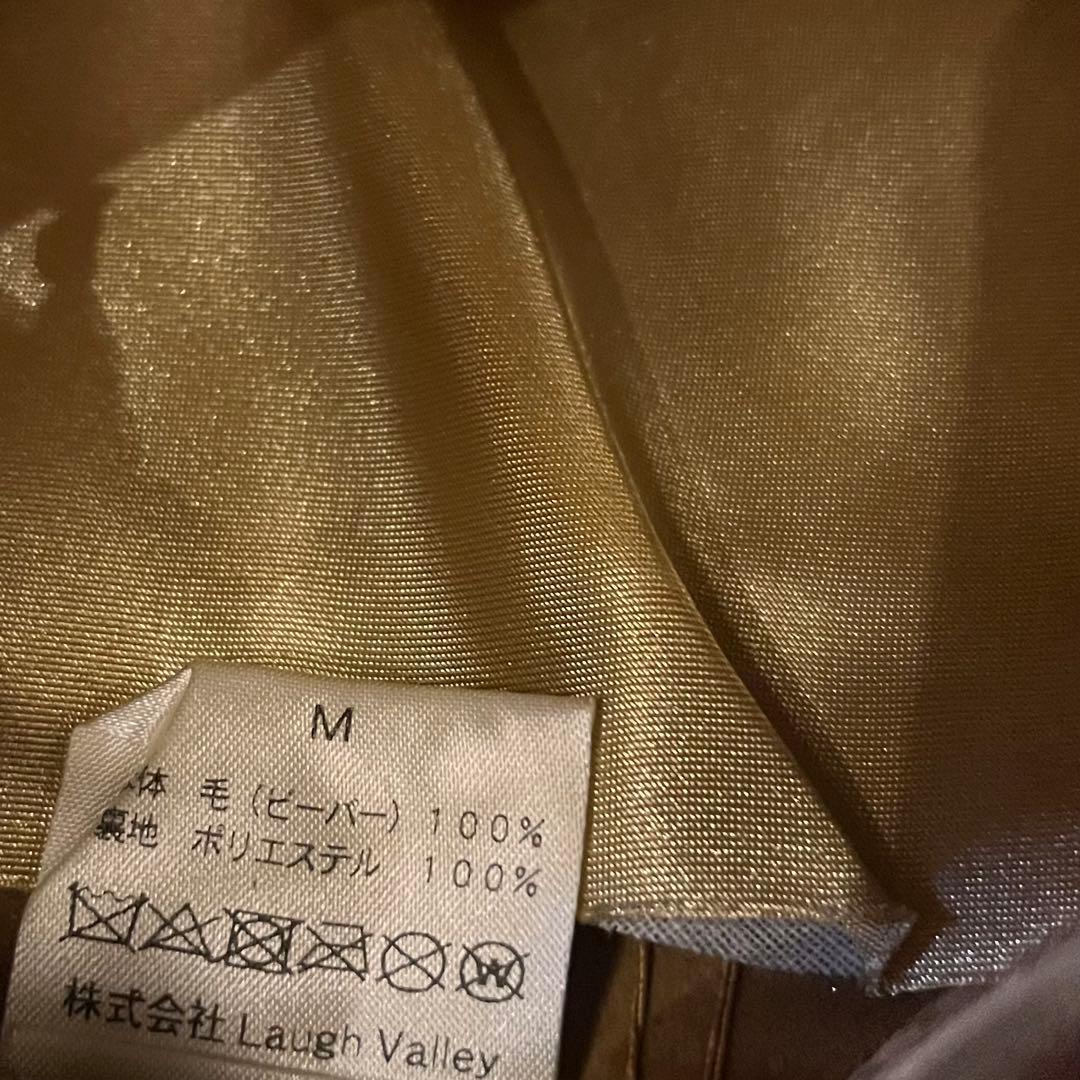 M
本体 毛（ビーバー）100%
裏地 ポリエステル 100%
W
株式会社 Laugh Valley